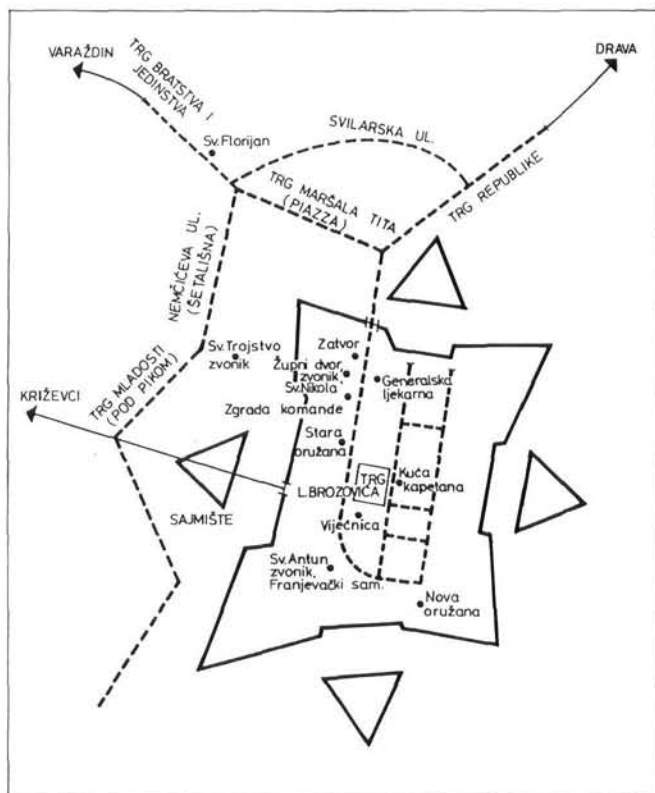 VARAŽDIN
TRG BRATSTVA I
JEDINSTVA
DRAVA
Sv.Florijan
SVILARSKA UL.
TRG MARŠALA TITA
(PIAZZA)
TRG REPUBLIKE
NEMČIĆEVA UL.
(ŠETALIŠNA)
Sv.Trojstvo
zvonik
Zatvor
Župni dvor,
zvonik
Sv.Nikola
Generalska
ljekarna
Zgrada komande
TRG MLADOSTI
(POD PIKOM)
KRIŽEVCI
Stara
oružana
TRG
L.BROZOVIĆA
Kuća
kapetana
SAJMIŠTE
Vijećnica
Sv.Antun
zvonik,
Franjevački sam.
Nova
oružana